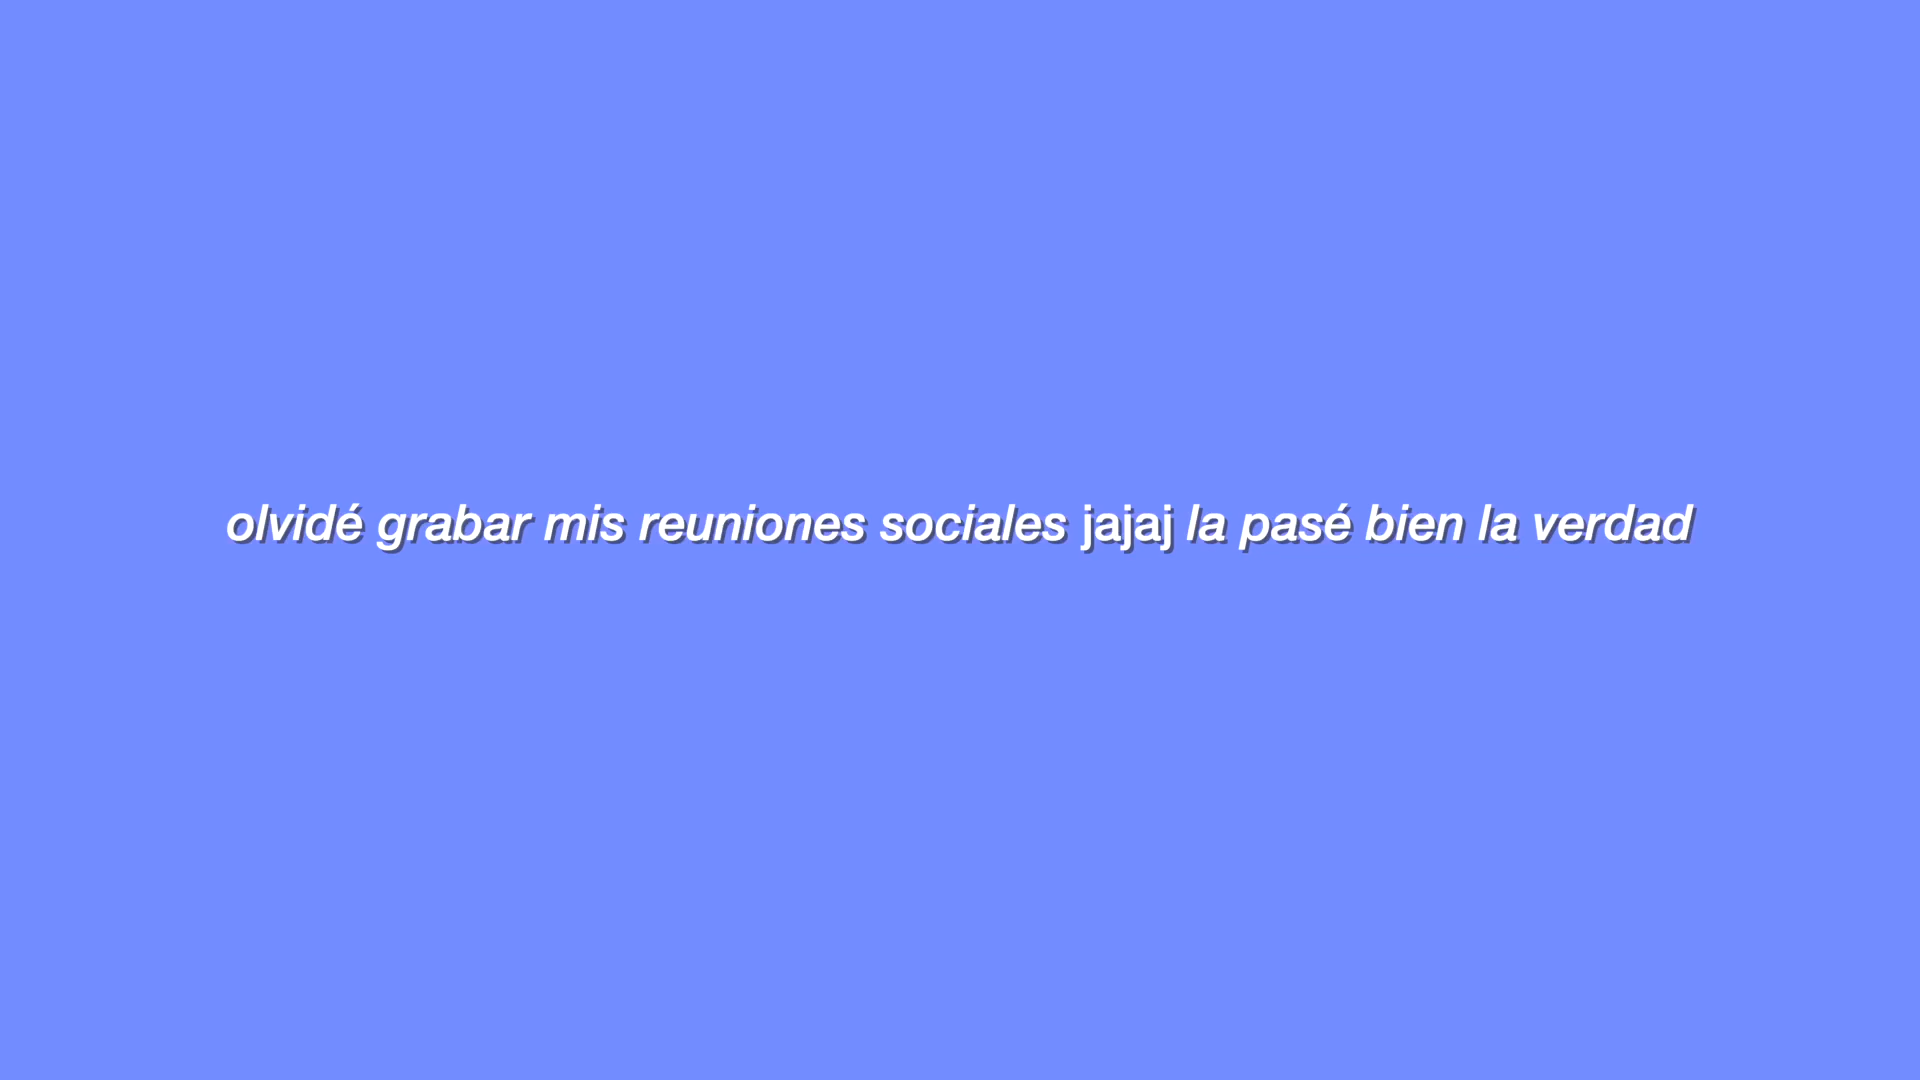 olvidé grabar mis reuniones sociales jajaj la pasé bien la verdad